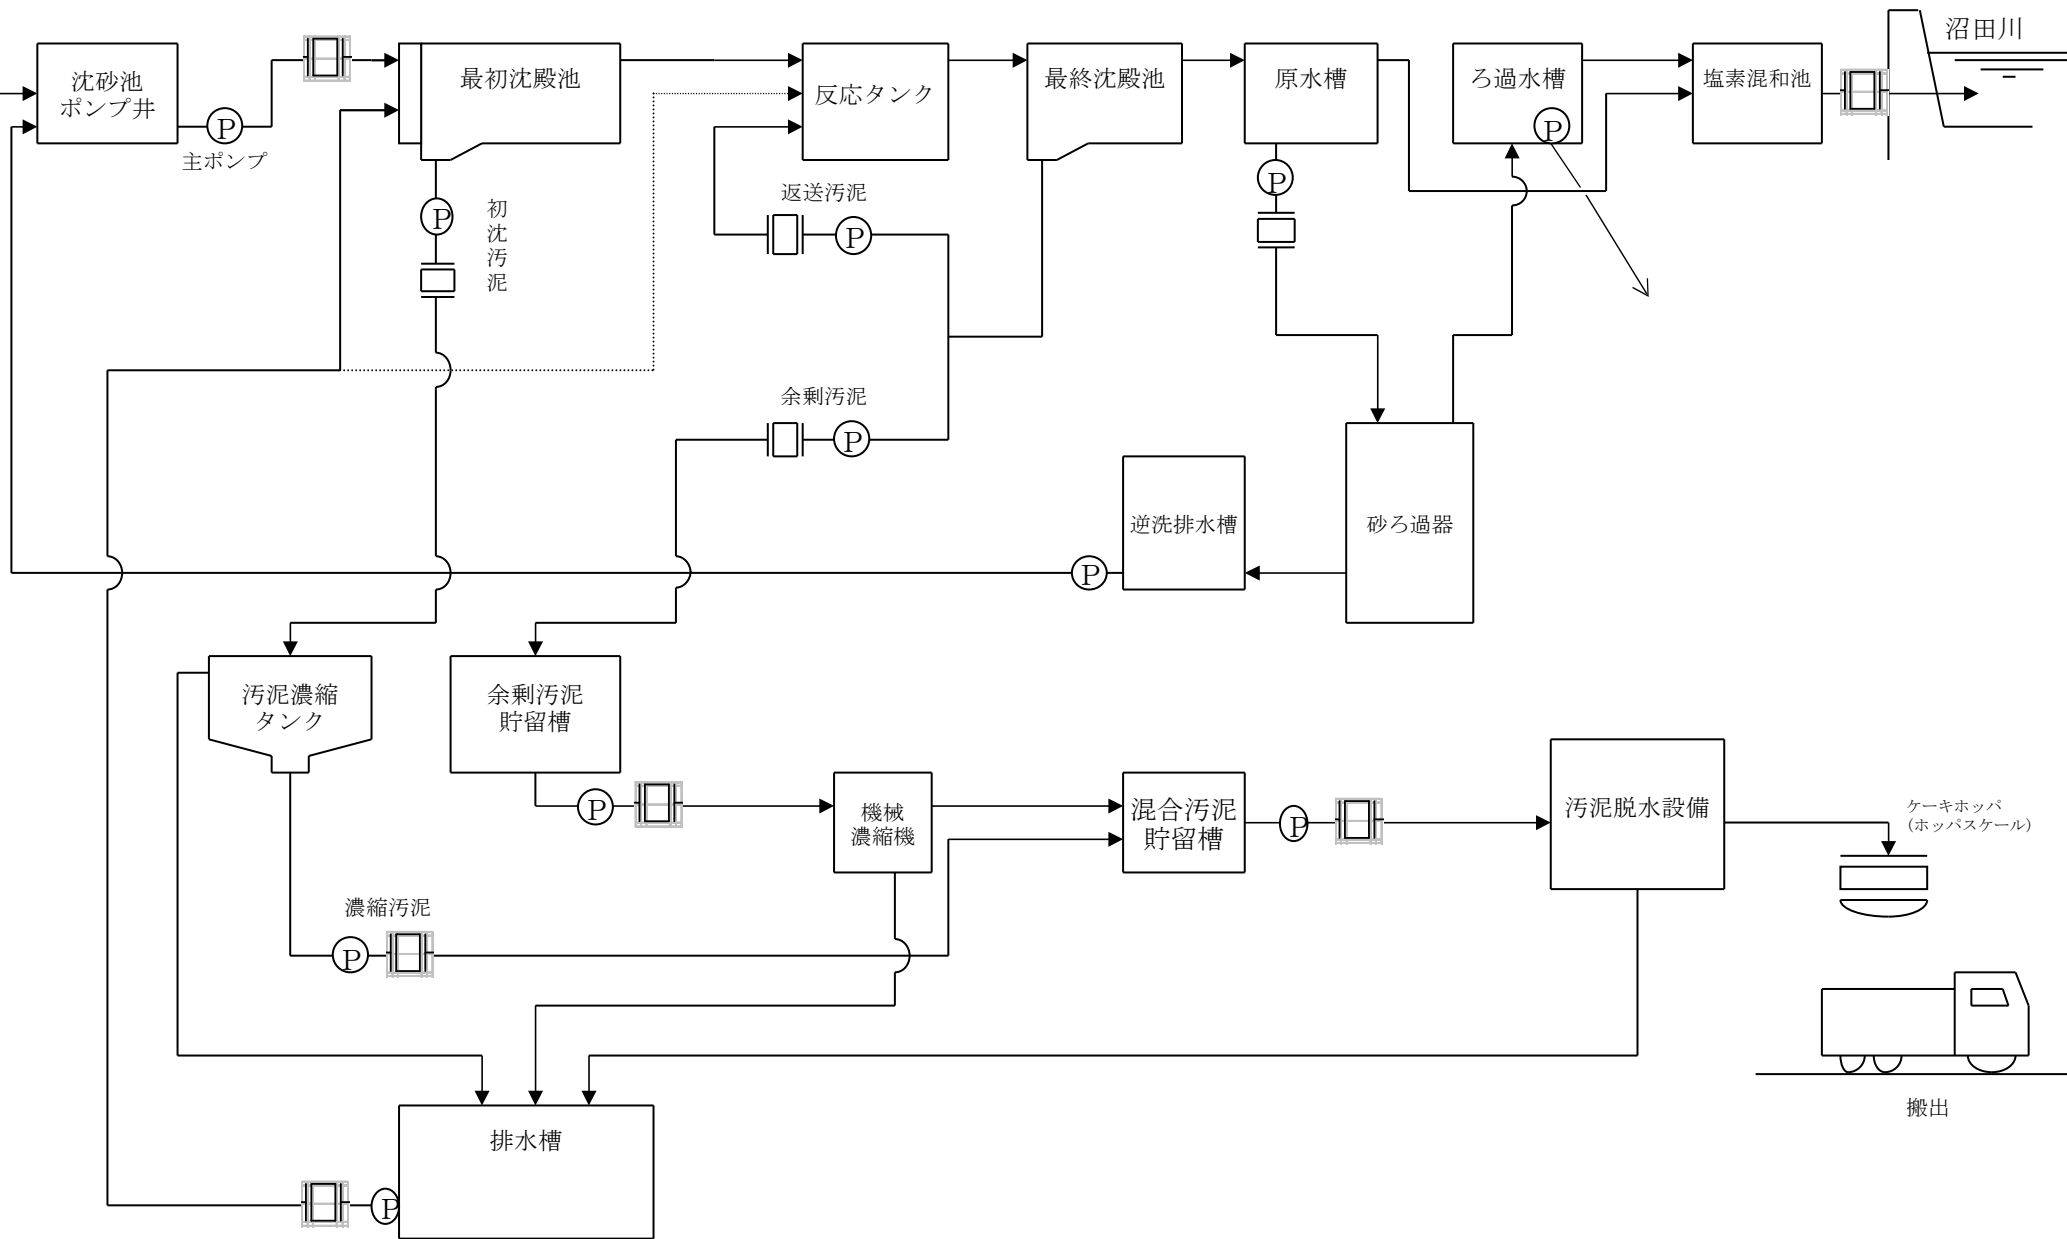 沼田川
沈砂池
ポンプ井
最初沈殿池
反応タンク
最終沈殿池
原水槽
ろ過水槽
塩素混和池
P
主ポンプ
P
P
初
沈
汚
泥
返送汚泥
P
P
余剰汚泥
P
逆洗排水槽
砂ろ過器
P
汚泥濃縮
タンク
余剰汚泥
貯留槽
P
機械
濃縮機
混合汚泥
貯留槽
P
汚泥脱水設備
ケーキホッパ
(ホッパスケール)
濃縮汚泥
P
搬出
排水槽
P